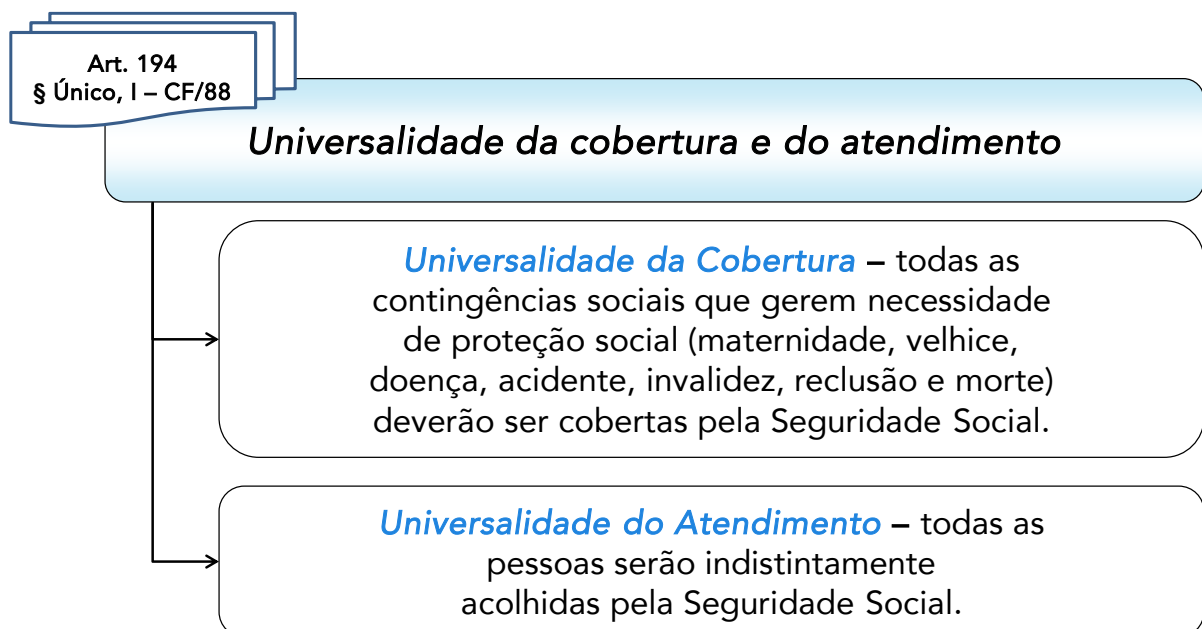 Art. 194
§ Único, I – CF/88
Universalidade da cobertura e do atendimento
Universalidade da Cobertura – todas as
contingências sociais que gerem necessidade
de proteção social (maternidade, velhice,
doença, acidente, invalidez, reclusão e morte)
deverão ser cobertas pela Seguridade Social.
Universalidade do Atendimento – todas as
pessoas serão indistintamente
acolhidas pela Seguridade Social.